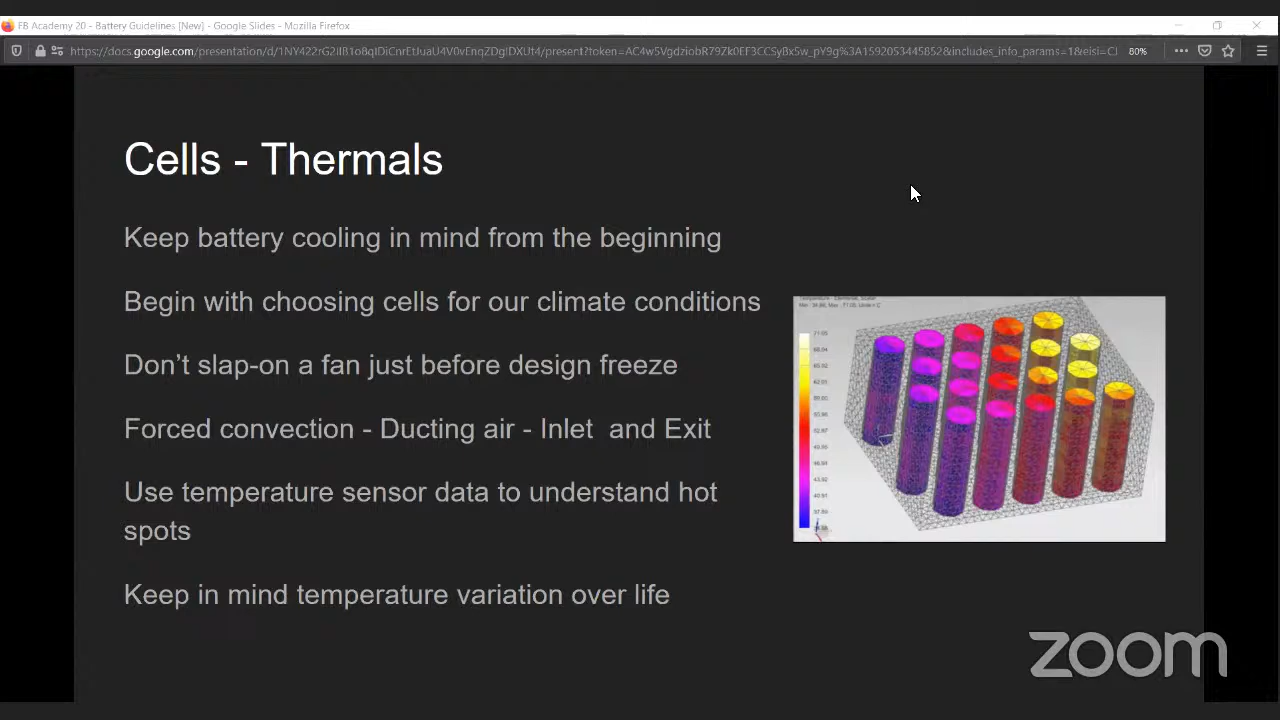 FB Academy 20 - Battery Guidelines [New] - Google Slides - Mozilla Firefox
80%
Cells - Thermals
Keep battery cooling in mind from the beginning
Begin with choosing cells for our climate conditions
Don't slap-on a fan just before design freeze
Forced convection - Ducting air - Inlet and Exit
Use temperature sensor data to understand hot
spots
Keep in mind temperature variation over life
zoom